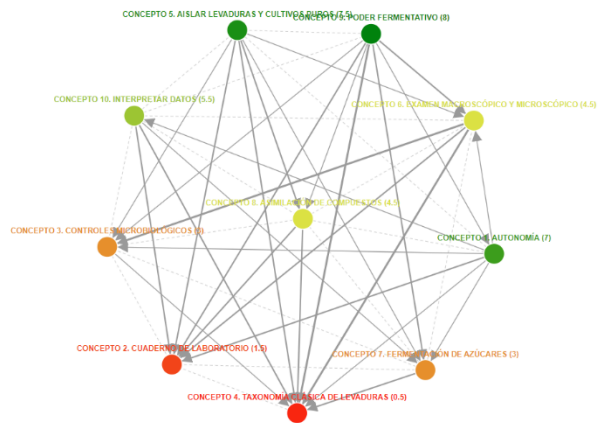 CONCEPTO 5. AISLAR LEVADURAS Y CULTIVOS PUROS (7.5)
CONCEPTO 9. PODER FERMENTATIVO (8)
CONCEPTO 10. INTERPRETAR DATOS (5.5)
CONCEPTO 6. EXAMEN MACROSCÓPICO Y MICROSCÓPICO (4.5)
CONCEPTO 8. ASIMILACIÓN DE COMPUESTOS (4.5)
CONCEPTO 3. CONTROLES MICROBIOLÓGICOS (3)
CONCEPTO AUTONOMÍA (7)
CONCEPTO 2. CUADERNO DE LABORATORIO (1.5)
CONCEPTO 7. FERMENTACIÓN DE AZÚCARES (3)
CONCEPTO 4. TAXONOMÍA CLÁSICA DE LEVADURAS (0.5)